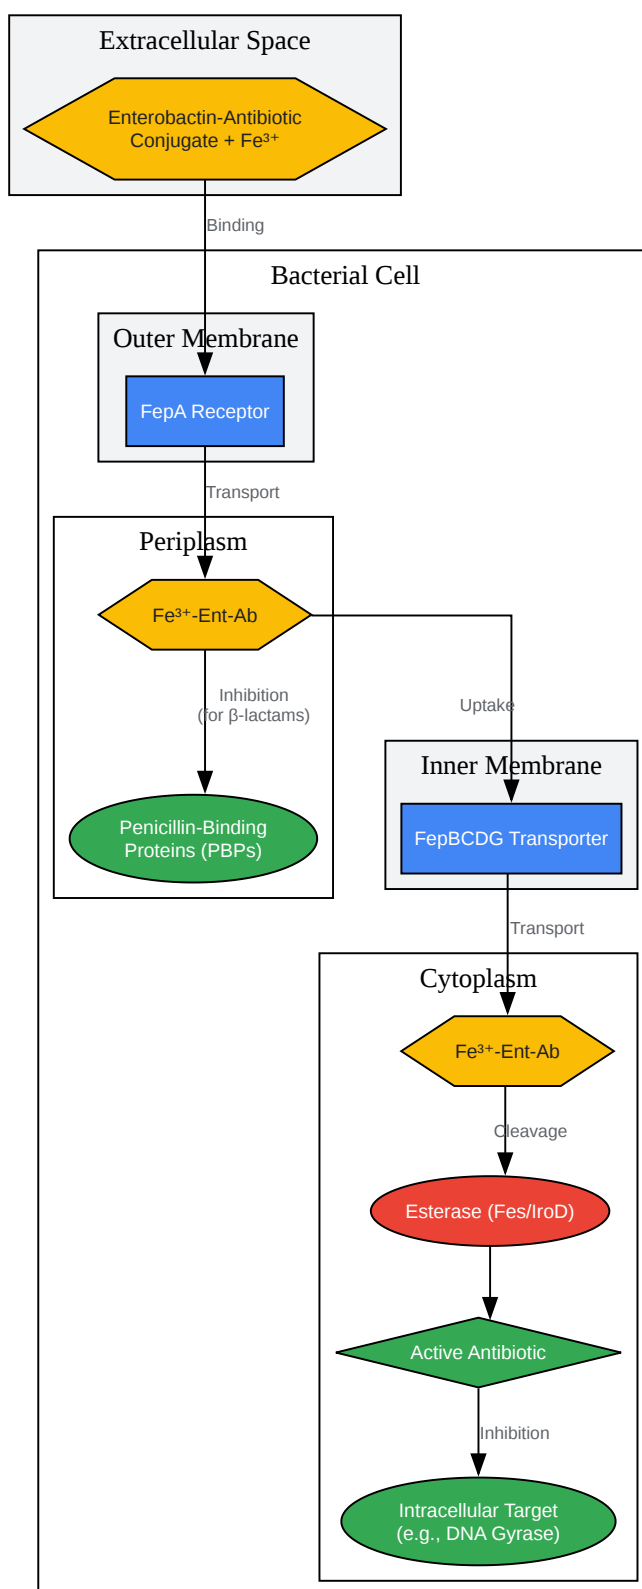 Extracellular Space
Enterobactin-Antibiotic
Conjugate + Fe³⁺
Binding
Bacterial Cell
Outer Membrane
FepA Receptor
Transport
Periplasm
Fe³⁺-Ent-Ab
Inhibition
(for β-lactams)
Uptake
Penicillin-Binding
Proteins (PBPs)
Inner Membrane
FepBCDG Transporter
Transport
Cytoplasm
Fe³⁺-Ent-Ab
Cleavage
Esterase (Fes/IroD)
Active Antibiotic
Inhibition
Intracellular Target
(e.g., DNA Gyrase)